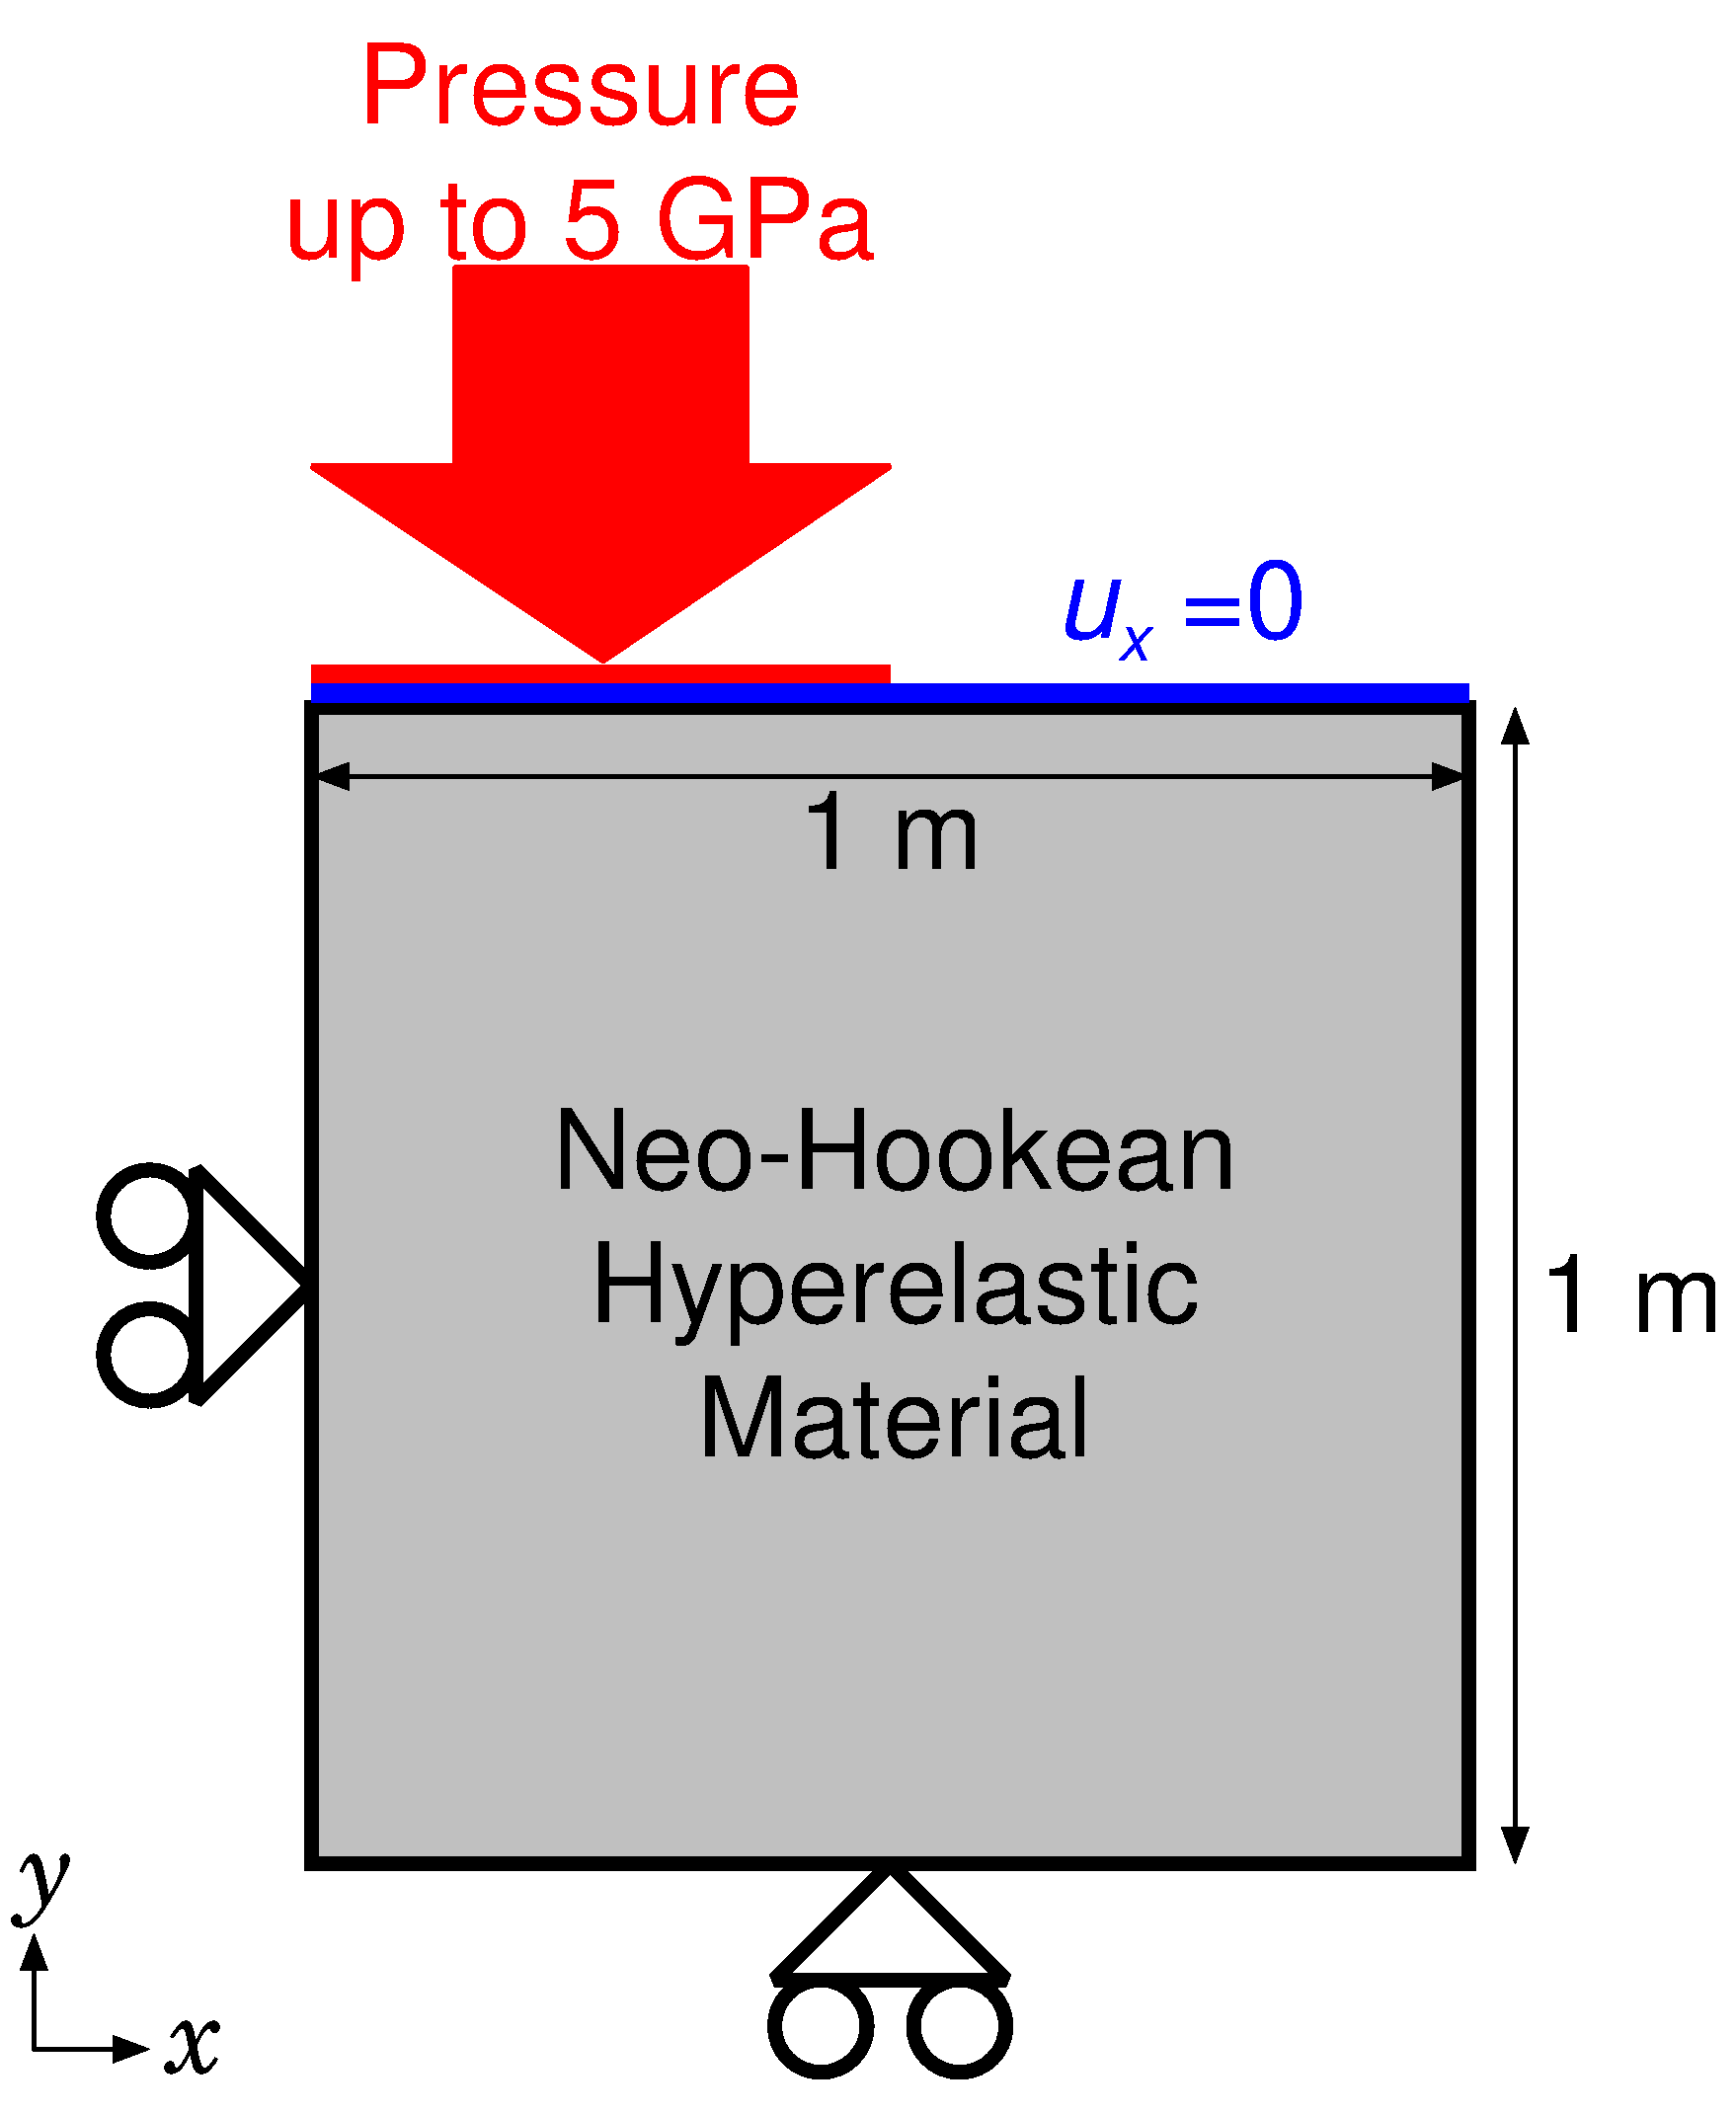 Pressure
up to 5 GPa
u_x =0
1 m
Neo-Hookean
Hyperelastic
Material
1 m
y
x